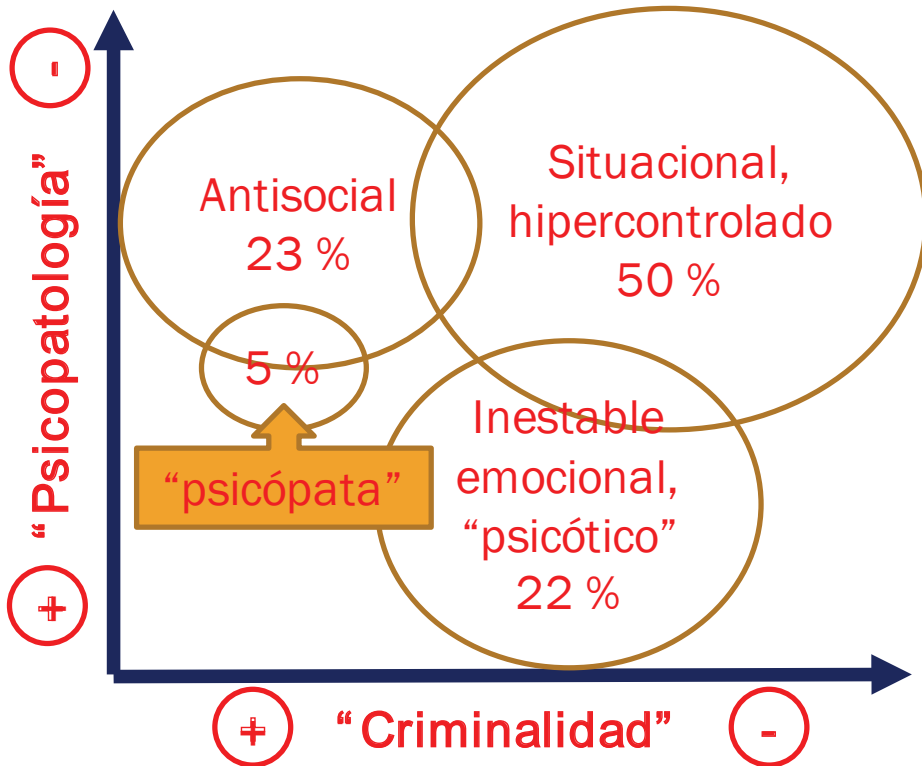 -
“Psicopatología”
+
Antisocial
23 %
Situacional,
hipercontrolado
50 %
5 %
“psicópata”
Inestable
emocional,
“psicótico”
22 %
+
“Criminalidad”
-